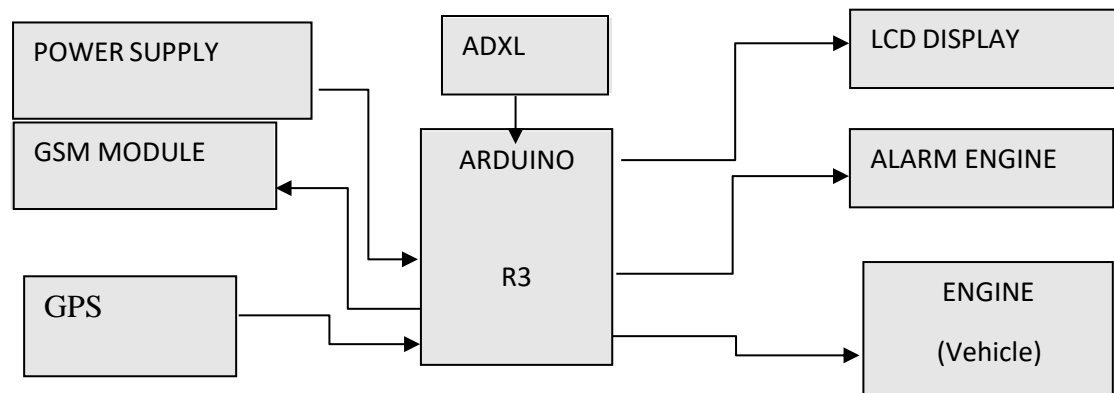 POWER SUPPLY
ADXL
LCD DISPLAY
GSM MODULE
ARDUINO
R3
ALARM ENGINE
GPS
ENGINE
(Vehicle)